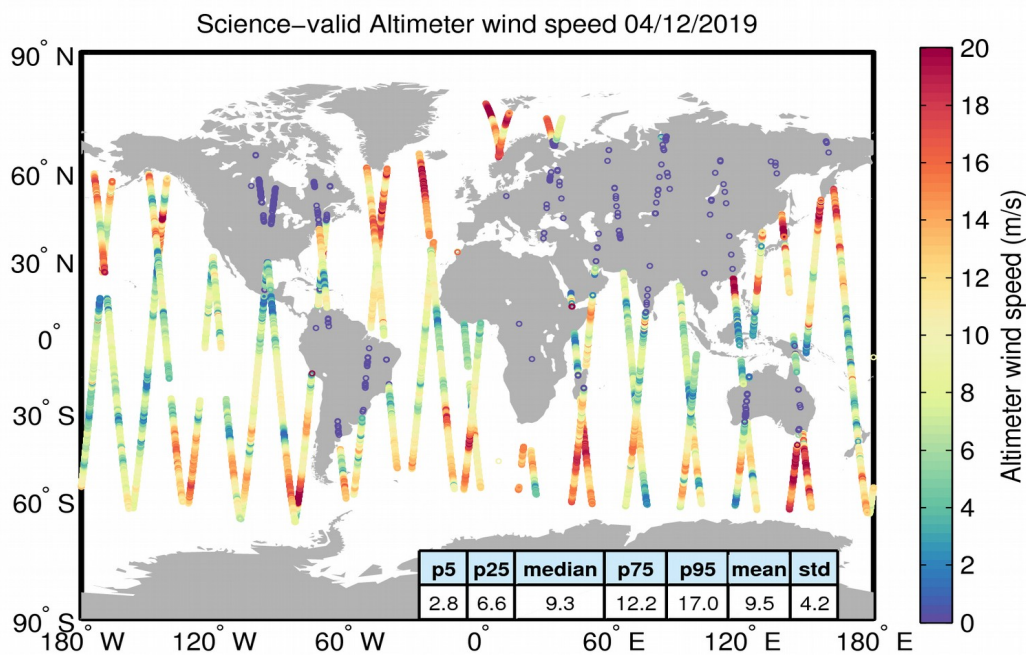 Science−valid Altimeter wind speed 04/12/2019
90° N
60° N
30° N
0°
30° S
60° S
90° S
180° W 120° W 60° W 0° 60° E 120° E 180° E
p5 p25 median p75 p95 mean std
2.8 6.6 9.3 12.2 17.0 9.5 4.2
20
18
16
14
12
10
8
6
4
2
0
Altimeter wind speed (m/s)